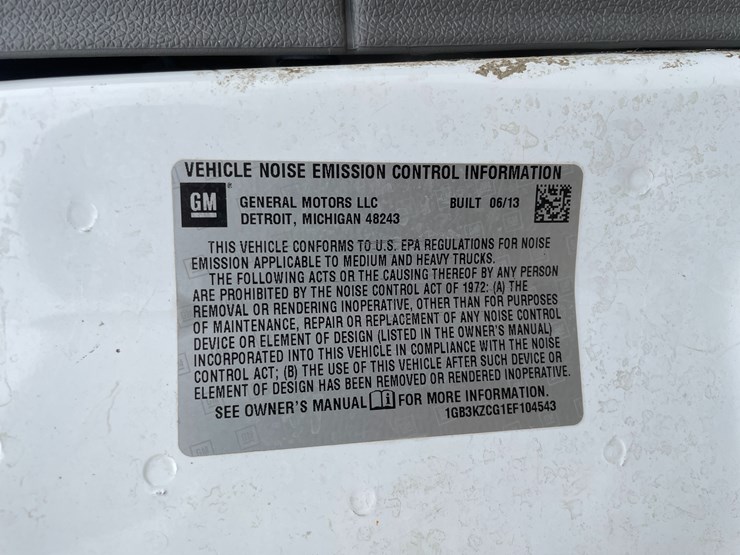 VEHICLE NOISE EMISSION CONTROL INFORMATION
GM ® GENERAL MOTORS LLC BUILT 06/13
DETROIT, MICHIGAN 48243
THIS VEHICLE CONFORMS TO U.S. EPA REGULATIONS FOR NOISE
EMISSION APPLICABLE TO MEDIUM AND HEAVY TRUCKS.
THE FOLLOWING ACTS OR THE CAUSING THEREOF BY ANY PERSON
ARE PROHIBITED BY THE NOISE CONTROL ACT OF 1972: (A) THE
REMOVAL OR RENDERING INOPERATIVE, OTHER THAN FOR PURPOSES
OF MAINTENANCE, REPAIR OR REPLACEMENT OF ANY NOISE CONTROL
DEVICE OR ELEMENT OF DESIGN (LISTED IN THE OWNER'S MANUAL)
INCORPORATED INTO THIS VEHICLE IN COMPLIANCE WITH THE NOISE
CONTROL ACT; (B) THE USE OF THIS VEHICLE AFTER SUCH DEVICE OR
ELEMENT OF DESIGN HAS BEEN REMOVED OR RENDERED INOPERATIVE.
SEE OWNER'S MANUAL i FOR MORE INFORMATION.
1GB3KZCG1EF104543